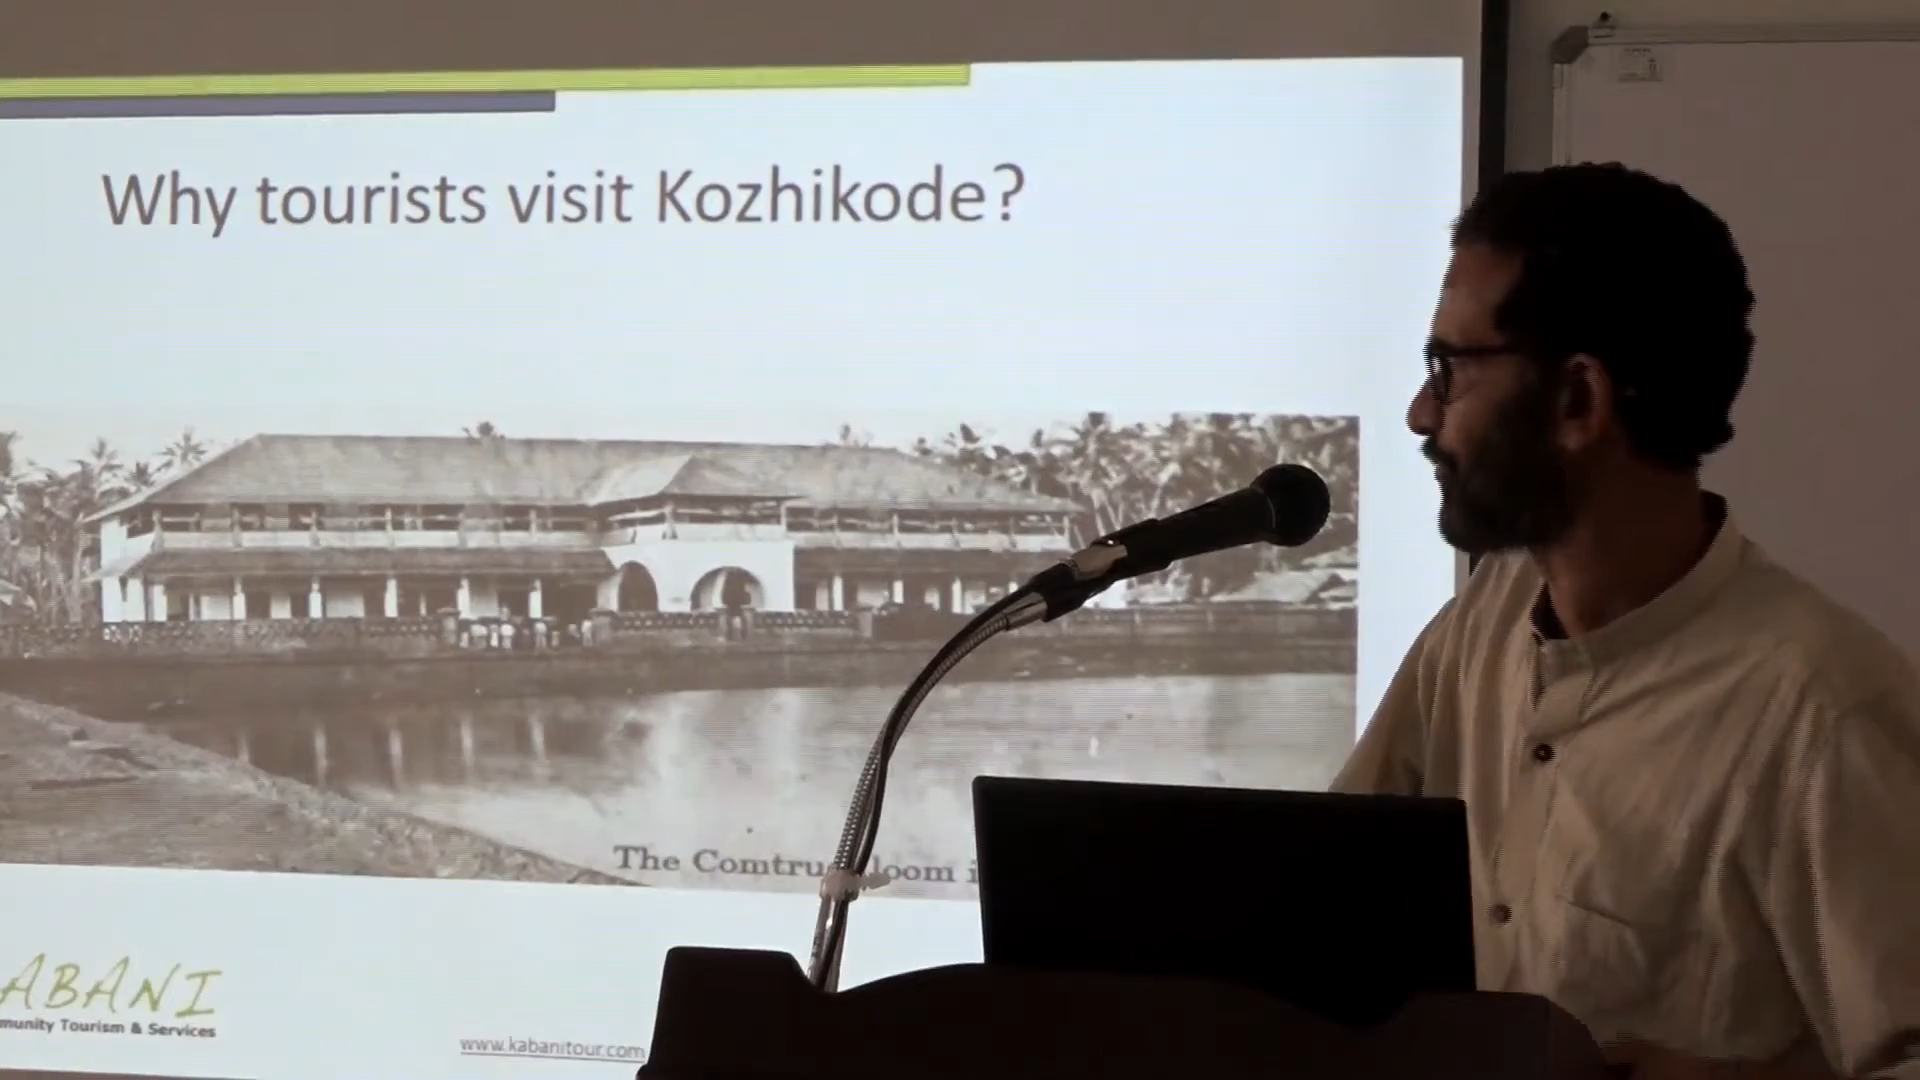 Why tourists visit Kozhikode?
The Comtru loom i
ABANI
munity Tourism & Services
www.kabanitour.com